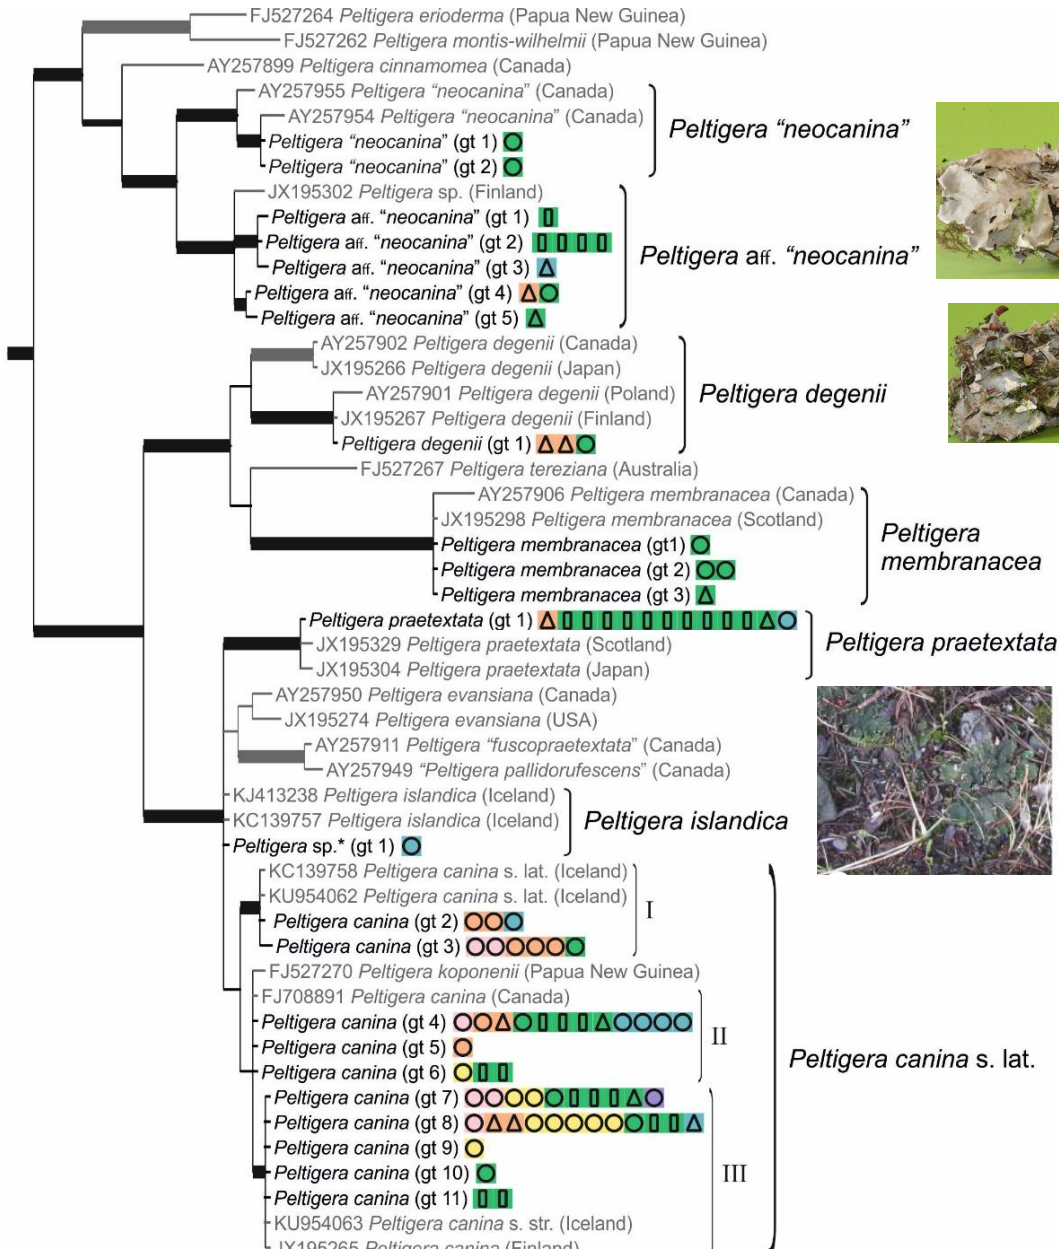 FJ527264 Peltigera erioderma (Papua New Guinea)
FJ527262 Peltigera montis-wilhelmii (Papua New Guinea)
AY257899 Peltigera cinnamomea (Canada)
AY257955 Peltigera “neocanina” (Canada)
AY257954 Peltigera “neocanina” (Canada)
Peltigera “neocanina” (gt 1)
Peltigera “neocanina” (gt 2)
Peltigera “neocanina”
JX195302 Peltigera sp. (Finland)
Peltigera aff. “neocanina” (gt 1)
Peltigera aff. “neocanina” (gt 2)
Peltigera aff. “neocanina” (gt 3)
Peltigera aff. “neocanina” (gt 4)
Peltigera aff. “neocanina” (gt 5)
Peltigera aff. “neocanina”
AY257902 Peltigera degenii (Canada)
JX195266 Peltigera degenii (Japan)
AY257901 Peltigera degenii (Poland)
JX195267 Peltigera degenii (Finland)
Peltigera degenii (gt 1)
Peltigera degenii
FJ527267 Peltigera tereziana (Australia)
AY257906 Peltigera membranacea (Canada)
JX195298 Peltigera membranacea (Scotland)
Peltigera membranacea (gt1)
Peltigera membranacea (gt 2)
Peltigera membranacea (gt 3)
Peltigera
membranacea
Peltigera praetextata (gt 1)
JX195329 Peltigera praetextata (Scotland)
JX195304 Peltigera praetextata (Japan)
Peltigera praetextata
AY257950 Peltigera evansiana (Canada)
JX195274 Peltigera evansiana (USA)
AY257911 Peltigera “fuscopraetextata” (Canada)
AY257949 “Peltigera pallidorufescens” (Canada)
KJ413238 Peltigera islandica (Iceland)
KC139757 Peltigera islandica (Iceland)
Peltigera sp.* (gt 1)
Peltigera islandica
KC139758 Peltigera canina s. lat. (Iceland)
KU954062 Peltigera canina s. lat. (Iceland)
Peltigera canina (gt 2)
Peltigera canina (gt 3)
I
FJ527270 Peltigera koponenii (Papua New Guinea)
FJ708891 Peltigera canina (Canada)
Peltigera canina (gt 4)
Peltigera canina (gt 5)
Peltigera canina (gt 6)
II
Peltigera canina (gt 7)
Peltigera canina (gt 8)
Peltigera canina (gt 9)
Peltigera canina (gt 10)
Peltigera canina (gt 11)
KU954063 Peltigera canina s. str. (Iceland)
JX195265 Peltigera canina (Finland)
III
Peltigera canina s. lat.